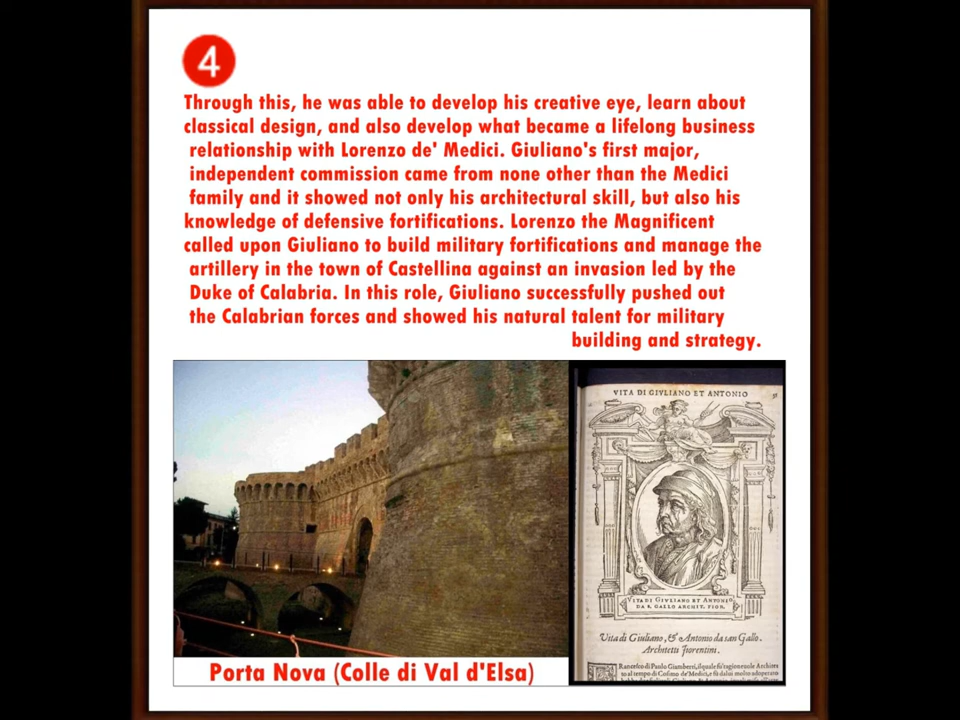 4
Through this, he was able to develop his creative eye, learn about
classical design, and also develop what became a lifelong business
relationship with Lorenzo de' Medici. Giuliano's first major,
independent commission came from none other than the Medici
family and it showed not only his architectural skill, but also his
knowledge of defensive fortifications. Lorenzo the Magnificent
called upon Giuliano to build military fortifications and manage the
artillery in the town of Castellina against an invasion led by the
Duke of Calabria. In this role, Giuliano successfully pushed out
the Calabrian forces and showed his natural talent for military
building and strategy.
Porta Nova (Colle di Val d'Elsa)
VITA DI GIVLIANO ET ANTONIO
VITA DI GIVLIANO ET ANTONIO
DA S. GALLO ARCHIT. FIOR.
Vita di Giuliano, & Antonio da san Gallo.
Architetti Fiorentini.